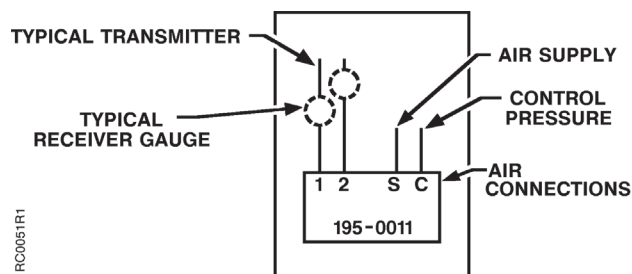 TYPICAL TRANSMITTER
TYPICAL
RECEIVER GAUGE
AIR SUPPLY
CONTROL
PRESSURE
AIR
CONNECTIONS
1 2 S C
195-0011
RC0051R1